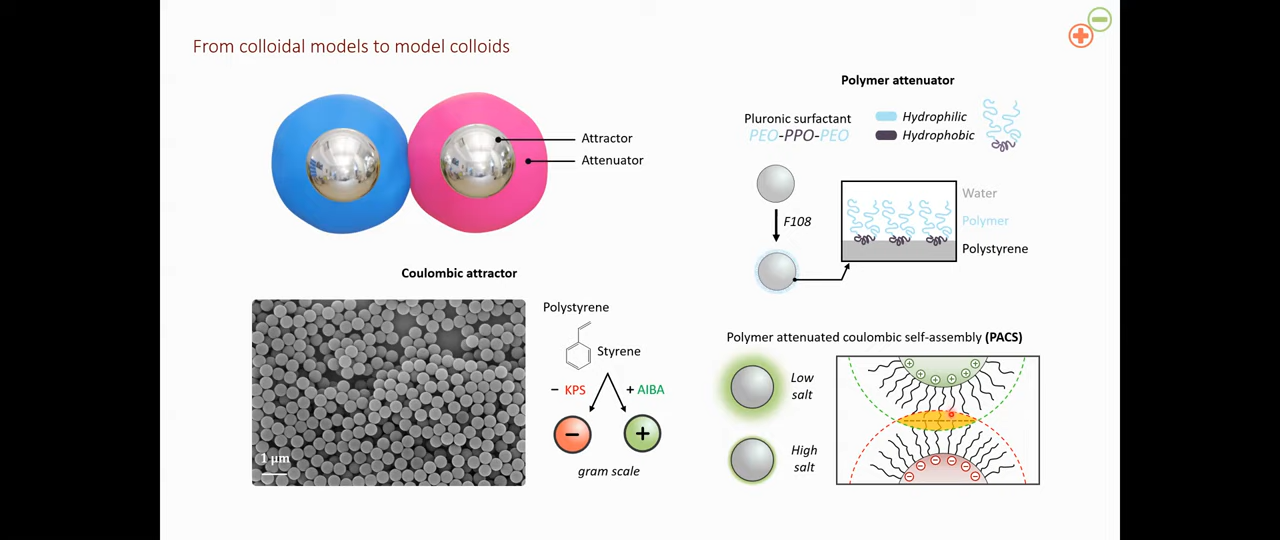 From colloidal models to model colloids
Attractor
Attenuator
Coulombic attractor
1 μm
Polystyrene
Styrene
− KPS
+ AIBA
− +
gram scale
Polymer attenuator
Pluronic surfactant
PEO-PPO-PEO
Hydrophilic
Hydrophobic
F108
Water
Polymer
Polystyrene
Polymer attenuated coulombic self-assembly (PACS)
Low
salt
High
salt